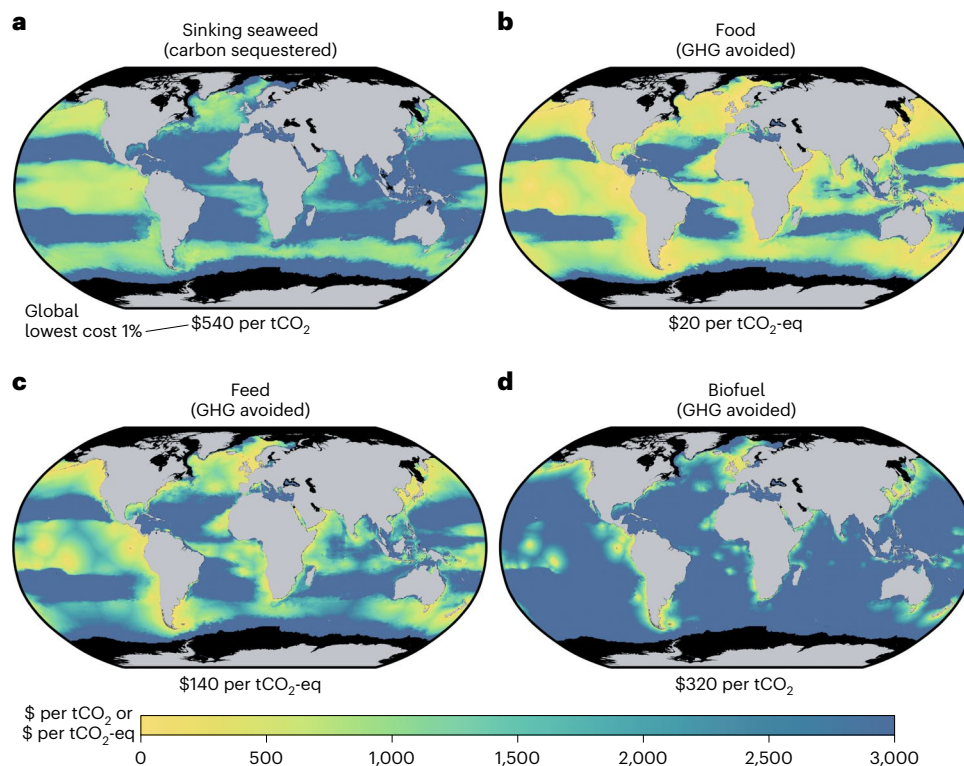 a
Sinking seaweed
(carbon sequestered)
Global
lowest cost 1%
$540 per tCO₂
b
Food
(GHG avoided)
$20 per tCO₂-eq
c
Feed
(GHG avoided)
$140 per tCO₂-eq
d
Biofuel
(GHG avoided)
$320 per tCO₂
$ per tCO₂ or
$ per tCO₂-eq
0 500 1,000 1,500 2,000 2,500 3,000